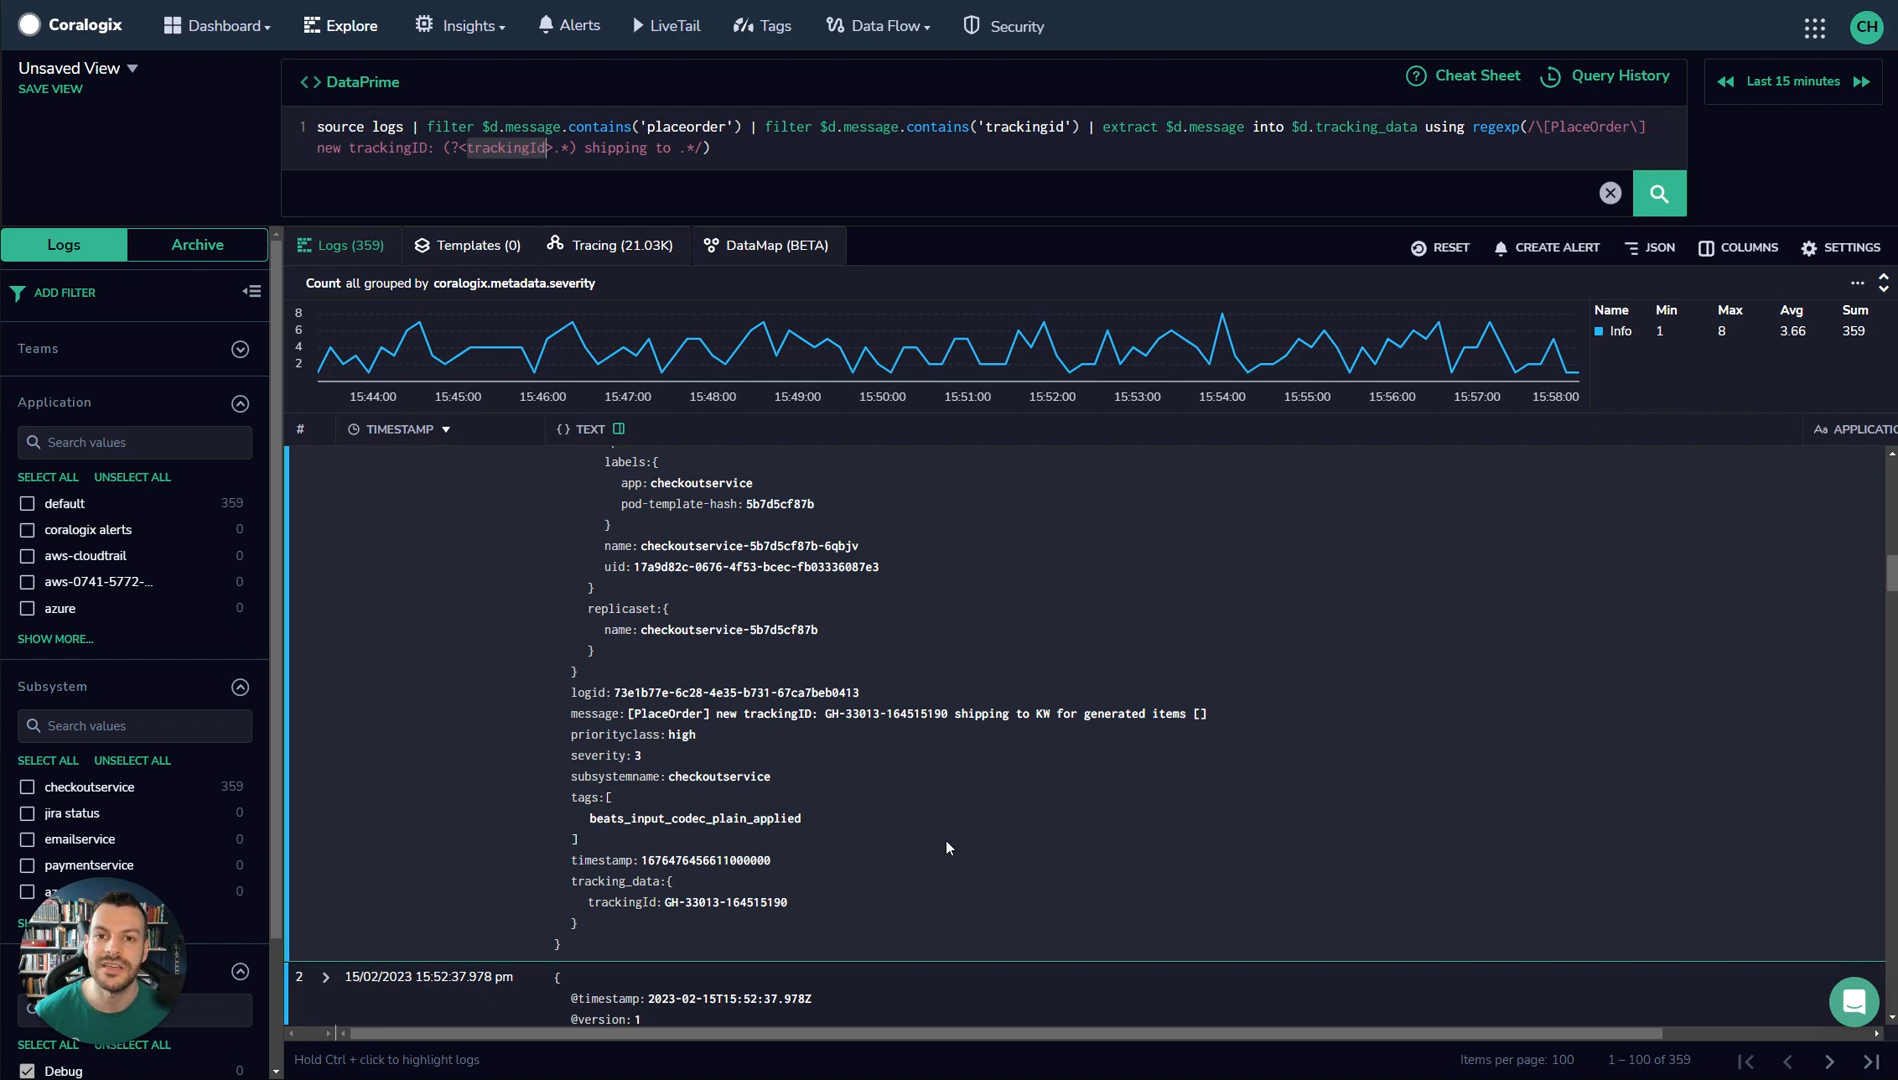 Coralogix
Dashboard
Explore
Insights
Alerts
LiveTail
Tags
Data Flow
Security
CH
Unsaved View
SAVE VIEW
<> DataPrime
Cheat Sheet
Query History
Last 15 minutes
1 source logs | filter $d.message.contains('placeorder') | filter $d.message.contains('trackingid') | extract $d.message into $d.tracking_data using regexp(/\[PlaceOrder\]
new trackingID: (?<trackingId>.*) shipping to .*/)
Logs
Archive
Logs (359)
Templates (0)
Tracing (21.03K)
DataMap (BETA)
RESET
CREATE ALERT
JSON
COLUMNS
SETTINGS
ADD FILTER
Count all grouped by coralogix.metadata.severity
8
6
4
2
15:44:00 15:45:00 15:46:00 15:47:00 15:48:00 15:49:00 15:50:00 15:51:00 15:52:00 15:53:00 15:54:00 15:55:00 15:56:00 15:57:00 15:58:00
Name Min Max Avg Sum
Info 1 8 3.66 359
Teams
Application
Search values
SELECT ALL UNSELECT ALL
default 359
coralogix alerts 0
aws-cloudtrail 0
aws-0741-5772-... 0
azure 0
SHOW MORE...
Subsystem
Search values
SELECT ALL UNSELECT ALL
checkoutservice 359
jira status 0
emailservice 0
paymentservice 0
az 0
SELECT ALL UNSELECT ALL
Debug 0
# TIMESTAMP {} TEXT Aa APPLICATIO
labels:{
app: checkoutservice
pod-template-hash: 5b7d5cf87b
}
name: checkoutservice-5b7d5cf87b-6qbjv
uid: 17a9d82c-0676-4f53-bcec-fb03336087e3
}
replicaset:{
name: checkoutservice-5b7d5cf87b
}
}
logid: 73e1b77e-6c28-4e35-b731-67ca7beb0413
message: [PlaceOrder] new trackingID: GH-33013-164515190 shipping to KW for generated items []
priorityclass: high
severity: 3
subsystemname: checkoutservice
tags:[
beats_input_codec_plain_applied
]
timestamp: 1676476456611000000
tracking_data:{
trackingId: GH-33013-164515190
}
}
2 15/02/2023 15:52:37.978 pm {
@timestamp: 2023-02-15T15:52:37.978Z
@version: 1
Hold Ctrl + click to highlight logs
Items per page: 100
1 – 100 of 359